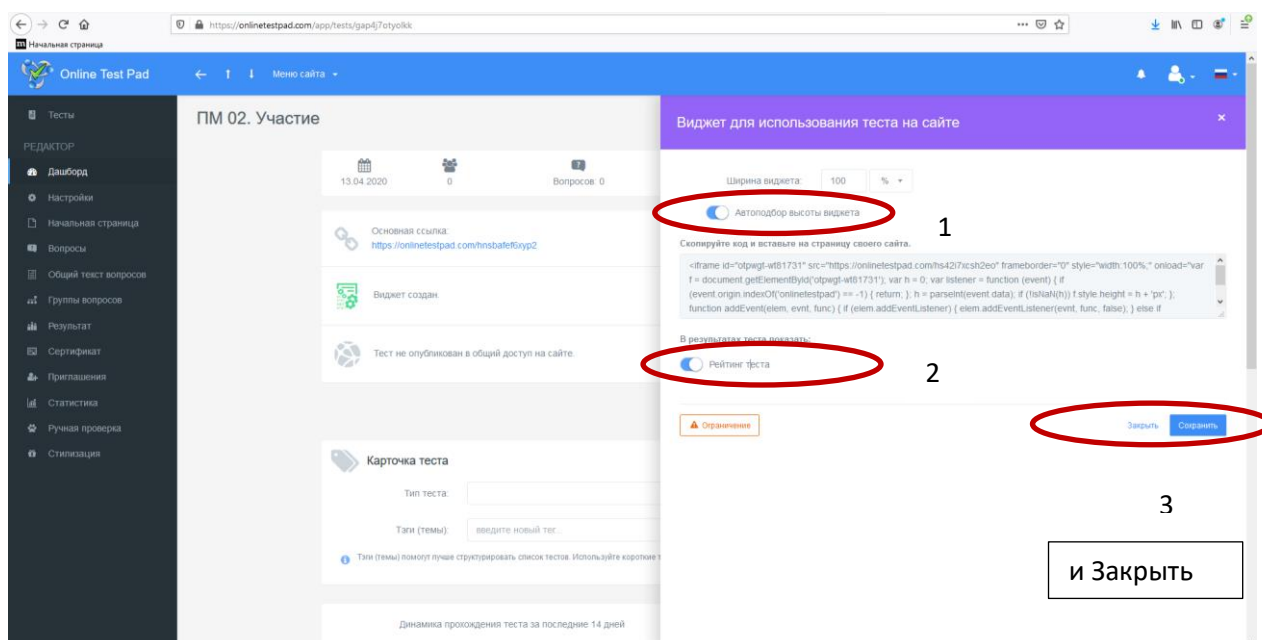 https://onlinetestpad.com/app/tests/gap4j7otyolkk
Начальная страница
Online Test Pad
Меню сайта
Тесты
РЕДАКТОР
Дашборд
Настройки
Начальная страница
Вопросы
Общий текст вопросов
Группы вопросов
Результат
Сертификат
Приглашения
Статистика
Ручная проверка
Стилизация
ПМ 02. Участие
13.04.2020
0
Вопросов: 0
Основная ссылка:
https://onlinetestpad.com/hnsbafef6xyp2
Виджет создан
Тест не опубликован в общий доступ на сайте.
Карточка теста
Тип теста:
Тэги (темы):
введите новый тег...
Тэги (темы) помогут лучше структурировать список тестов. Используйте короткие
Динамика прохождения теста за последние 14 дней
Виджет для использования теста на сайте
Ширина виджета:
100
%
Автоподбор высоты виджета
1
Скопируйте код и вставьте на страницу своего сайта.
<iframe id="otpwgt-wt81731" src="https://onlinetestpad.com/hs42i7xcsh2eo" frameborder="0" style="width:100%;" onload="var
f = document.getElementById('otpwgt-wt81731'); var h = 0; var listener = function (event) { if
(event.origin.indexOf('onlinetestpad') == -1) { return; }; h = parseInt(event.data); if (!isNaN(h)) f.style.height = h + 'px'; };
function addEvent(elem, evnt, func) { if (elem.addEventListener) { elem.addEventListener(evnt, func, false); } else if
В результатах теста показать:
Рейтинг теста
2
Ограничение
Закрыть
Сохранить
3
и Закрыть